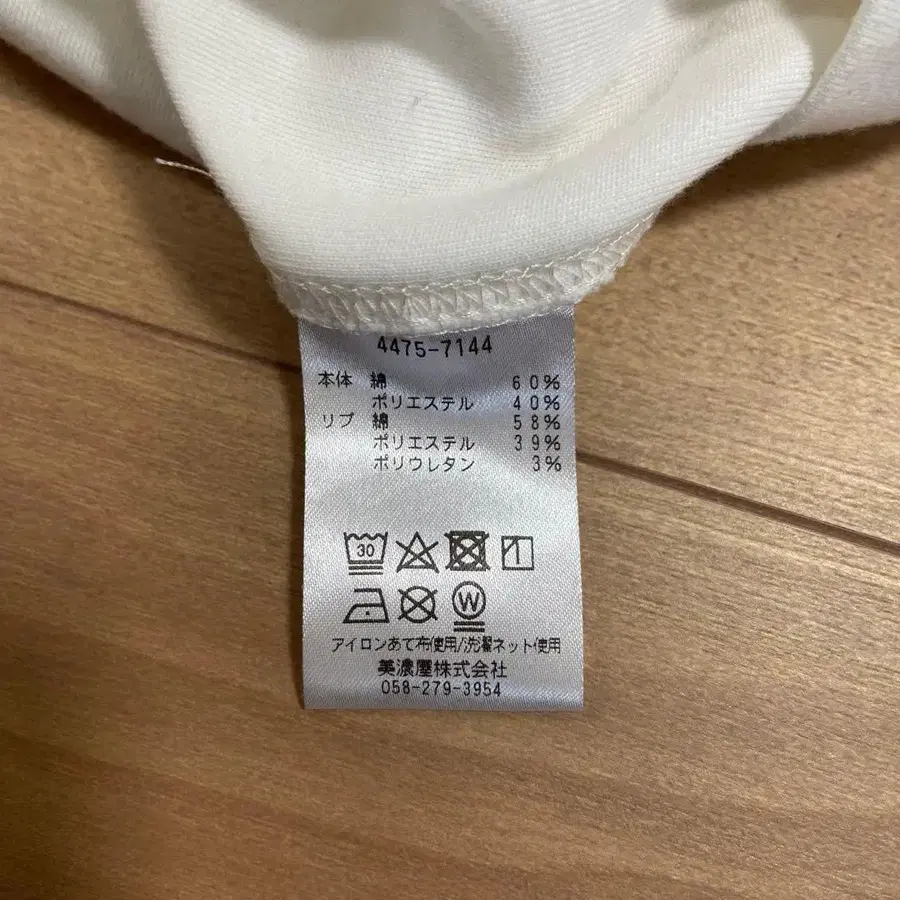 4475-7144
本体 綿 60%
ポリエステル 40%
リブ 綿 58%
ポリエステル 39%
ポリウレタン 3%
30
W
アイロンあて布使用/洗濯ネット使用
美濃屋株式会社
058-279-3954